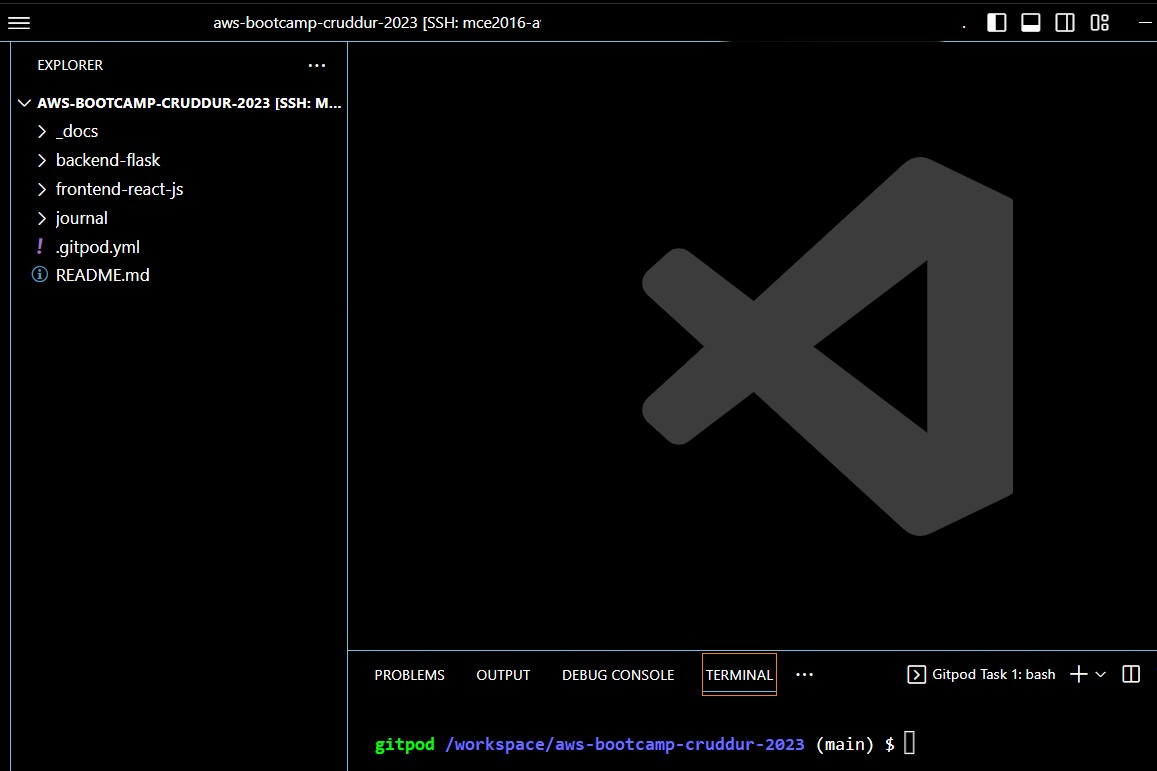 aws-bootcamp-cruddur-2023 [SSH: mce2016-a
EXPLORER
AWS-BOOTCAMP-CRUDDUR-2023 [SSH: M...
_docs
backend-flask
frontend-react-js
journal
.gitpod.yml
README.md
PROBLEMS OUTPUT DEBUG CONSOLE TERMINAL Gitpod Task 1: bash
gitpod /workspace/aws-bootcamp-cruddur-2023 (main) $